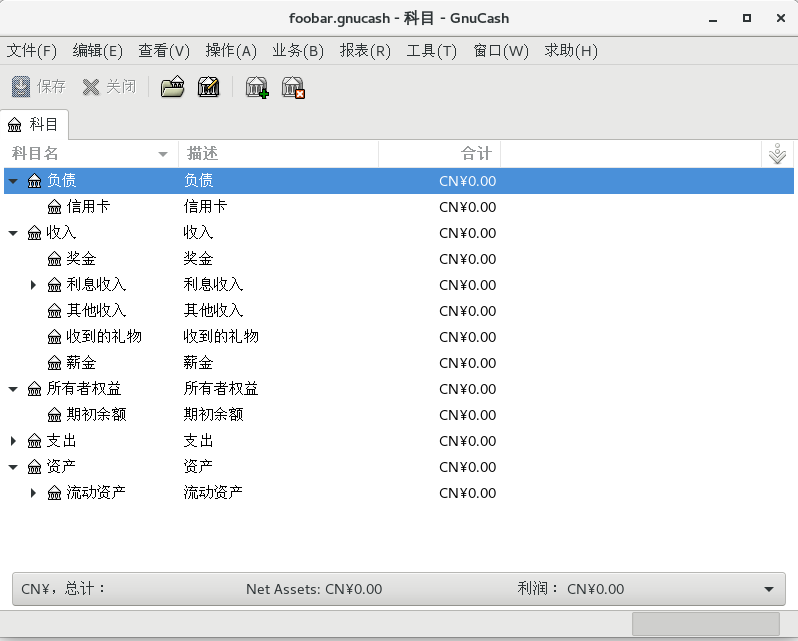 foobar.gnucash - 科目 - GnuCash
文件(F) 编辑(E) 查看(V) 操作(A) 业务(B) 报表(R) 工具(T) 窗口(W) 求助(H)
保存 关闭
科目
科目名 描述 合计
负债 负债 CN¥0.00
信用卡 信用卡 CN¥0.00
收入 收入 CN¥0.00
奖金 奖金 CN¥0.00
利息收入 利息收入 CN¥0.00
其他收入 其他收入 CN¥0.00
收到的礼物 收到的礼物 CN¥0.00
薪金 薪金 CN¥0.00
所有者权益 所有者权益 CN¥0.00
期初余额 期初余额 CN¥0.00
支出 支出 CN¥0.00
资产 资产 CN¥0.00
流动资产 流动资产 CN¥0.00
CN¥，总计： Net Assets: CN¥0.00 利润： CN¥0.00